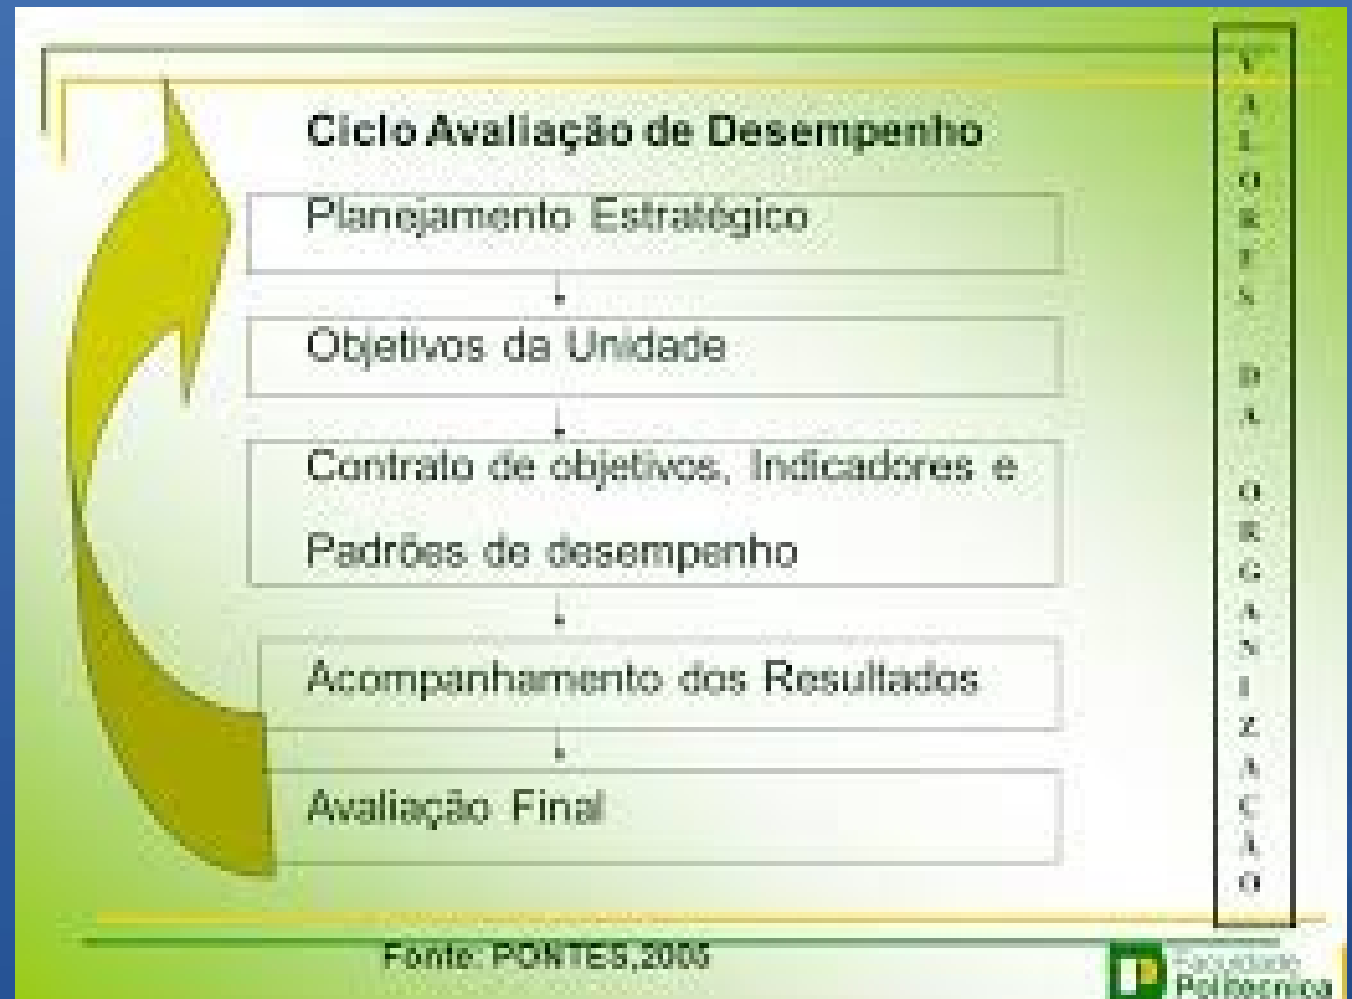 Ciclo Avaliação de Desempenho
Planejamento Estratégico
Objetivos da Unidade
Contrato de objetivos, Indicadores e
Padrões de desempenho
Acompanhamento dos Resultados
Avaliação Final
VALORES DA ORGANIZAÇÃO
Fonte: PONTES,2005
Faculdade
Politecnica